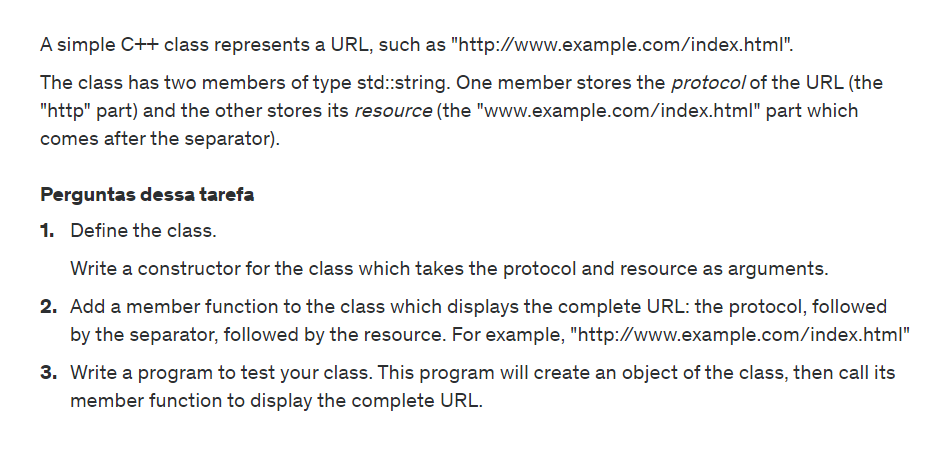 A simple C++ class represents a URL, such as "http://www.example.com/index.html".
The class has two members of type std::string. One member stores the protocol of the URL (the
"http" part) and the other stores its resource (the "www.example.com/index.html" part which
comes after the separator).
Perguntas dessa tarefa
1. Define the class.
Write a constructor for the class which takes the protocol and resource as arguments.
2. Add a member function to the class which displays the complete URL: the protocol, followed
by the separator, followed by the resource. For example, "http://www.example.com/index.html"
3. Write a program to test your class. This program will create an object of the class, then call its
member function to display the complete URL.